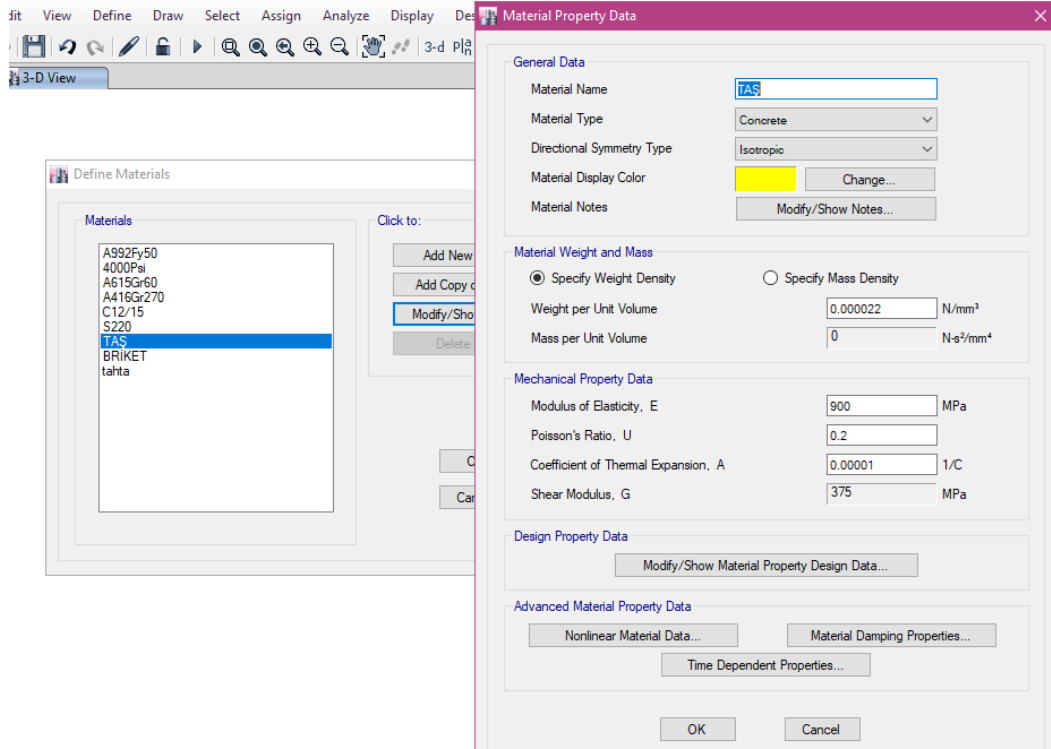 View Define Draw Select Assign Analyze Display
3-d
3-D View
Define Materials
Materials
A992Fy50
4000Psi
A615Gr60
A416Gr270
C12/15
S220
TAŞ
BRİKET
tahta
Click to:
Add New
Add Copy
Modify/Sho
Delete
Material Property Data
General Data
Material Name TAŞ
Material Type Concrete
Directional Symmetry Type Isotropic
Material Display Color Change...
Material Notes Modify/Show Notes...
Material Weight and Mass
Specify Weight Density Specify Mass Density
Weight per Unit Volume 0.000022 N/mm³
Mass per Unit Volume 0 N-s²/mm⁴
Mechanical Property Data
Modulus of Elasticity, E 900 MPa
Poisson's Ratio, U 0.2
Coefficient of Thermal Expansion, A 0.00001 1/C
Shear Modulus, G 375 MPa
Design Property Data
Modify/Show Material Property Design Data...
Advanced Material Property Data
Nonlinear Material Data... Material Damping Properties...
Time Dependent Properties...
OK Cancel